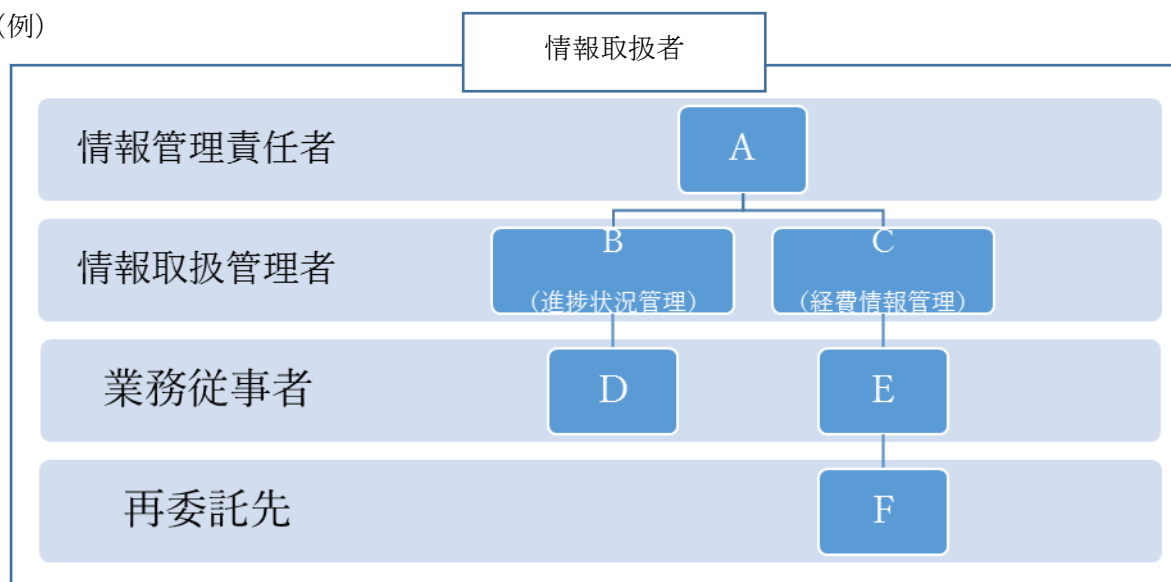 （例）
情報取扱者
情報管理責任者
A
情報取扱管理者
B
（進捗状況管理）
C
（経費情報管理）
業務従事者
D
E
再委託先
F